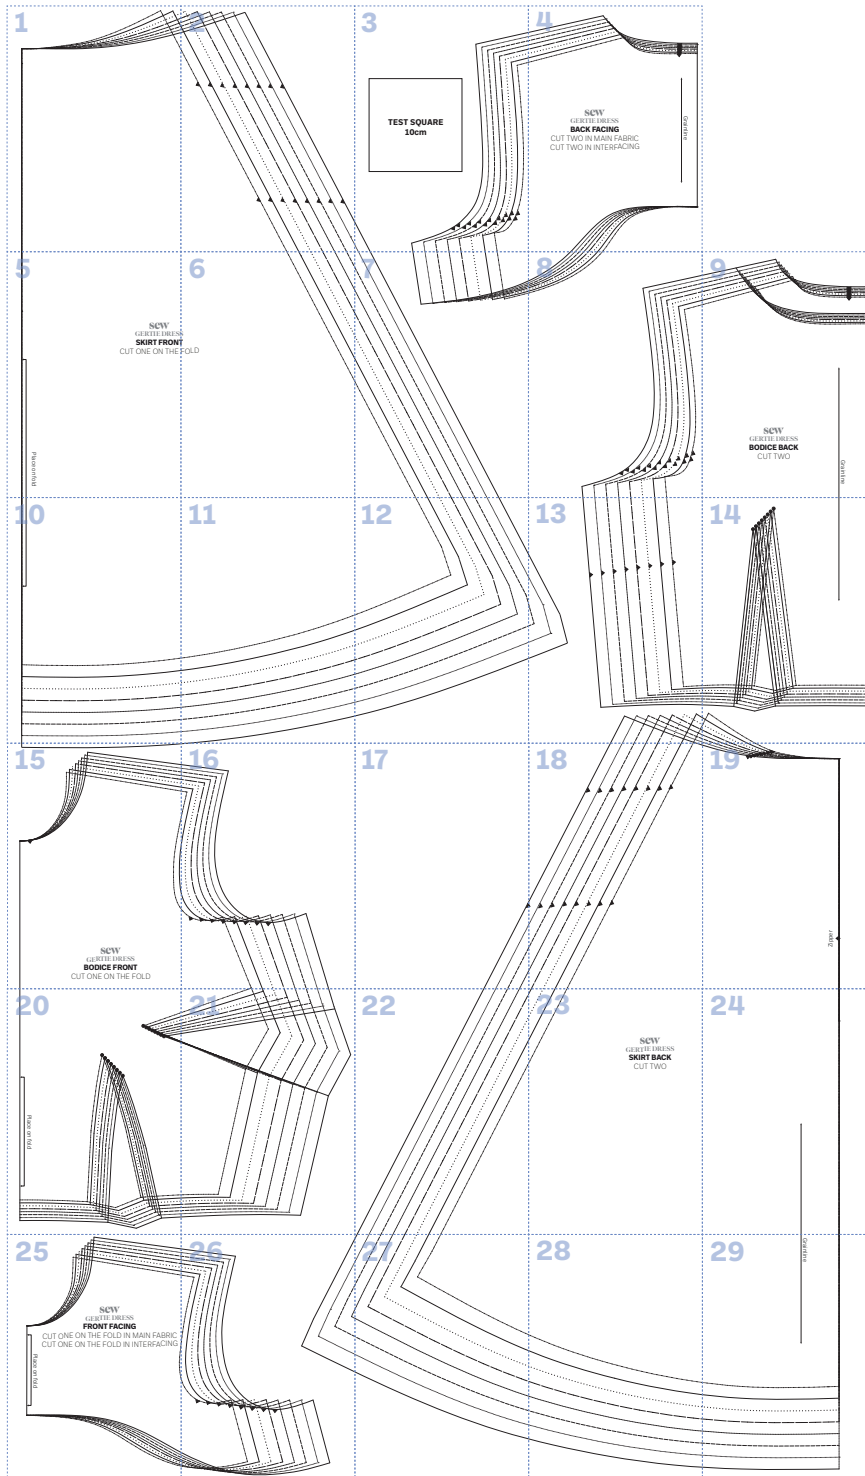 1
2
3
4
TEST SQUARE
10cm
sew
GERTIE DRESS
BACK FACING
CUT TWO IN MAIN FABRIC
CUT TWO IN INTERFACING
Grainline
5
6
7
8
9
sew
GERTIE DRESS
SKIRT FRONT
CUT ONE ON THE FOLD
Place on fold
sew
GERTIE DRESS
BODICE BACK
CUT TWO
Grainline
10
11
12
13
14
15
16
17
18
19
sew
GERTIE DRESS
BODICE FRONT
CUT ONE ON THE FOLD
Place on fold
20
21
22
23
24
sew
GERTIE DRESS
SKIRT BACK
CUT TWO
Grainline
25
26
27
28
29
sew
GERTIE DRESS
FRONT FACING
CUT ONE ON THE FOLD IN MAIN FABRIC
CUT ONE ON THE FOLD IN INTERFACING
Place on fold